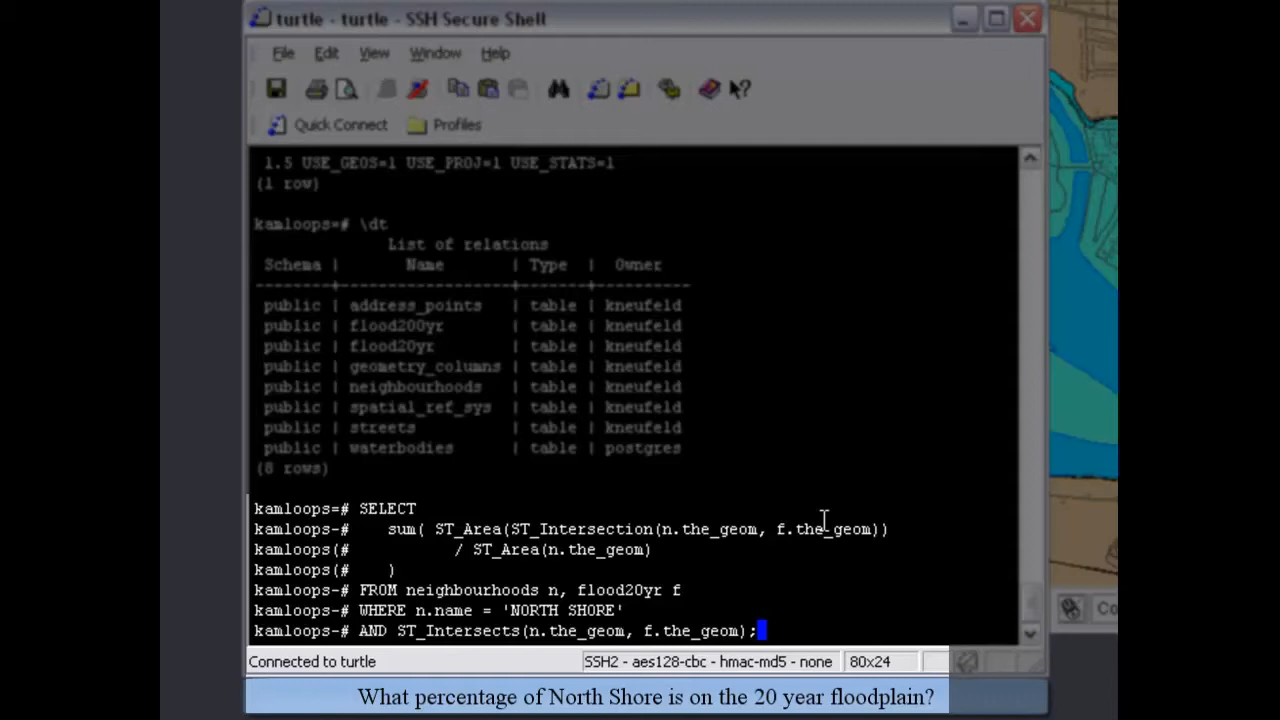 turtle - turtle - SSH Secure Shell
File Edit View Window Help
Quick Connect Profiles
1.5 USE_GEOS=1 USE_PROJ=1 USE_STATS=1
(1 row)
kamloops=# \dt
List of relations
Schema | Name | Type | Owner
--------+------------------+-------+----------
public | address_points | table | kneufeld
public | flood200yr | table | kneufeld
public | flood20yr | table | kneufeld
public | geometry_columns | table | kneufeld
public | neighbourhoods | table | kneufeld
public | spatial_ref_sys | table | kneufeld
public | streets | table | kneufeld
public | waterbodies | table | postgres
(8 rows)
kamloops=# SELECT
kamloops-# sum( ST_Area(ST_Intersection(n.the_geom, f.the_geom))
kamloops(# / ST_Area(n.the_geom)
kamloops(# )
kamloops-# FROM neighbourhoods n, flood20yr f
kamloops-# WHERE n.name = 'NORTH SHORE'
kamloops-# AND ST_Intersects(n.the_geom, f.the_geom);
Co
Connected to turtle SSH2 - aes128-cbc - hmac-md5 - none 80x24
What percentage of North Shore is on the 20 year floodplain?